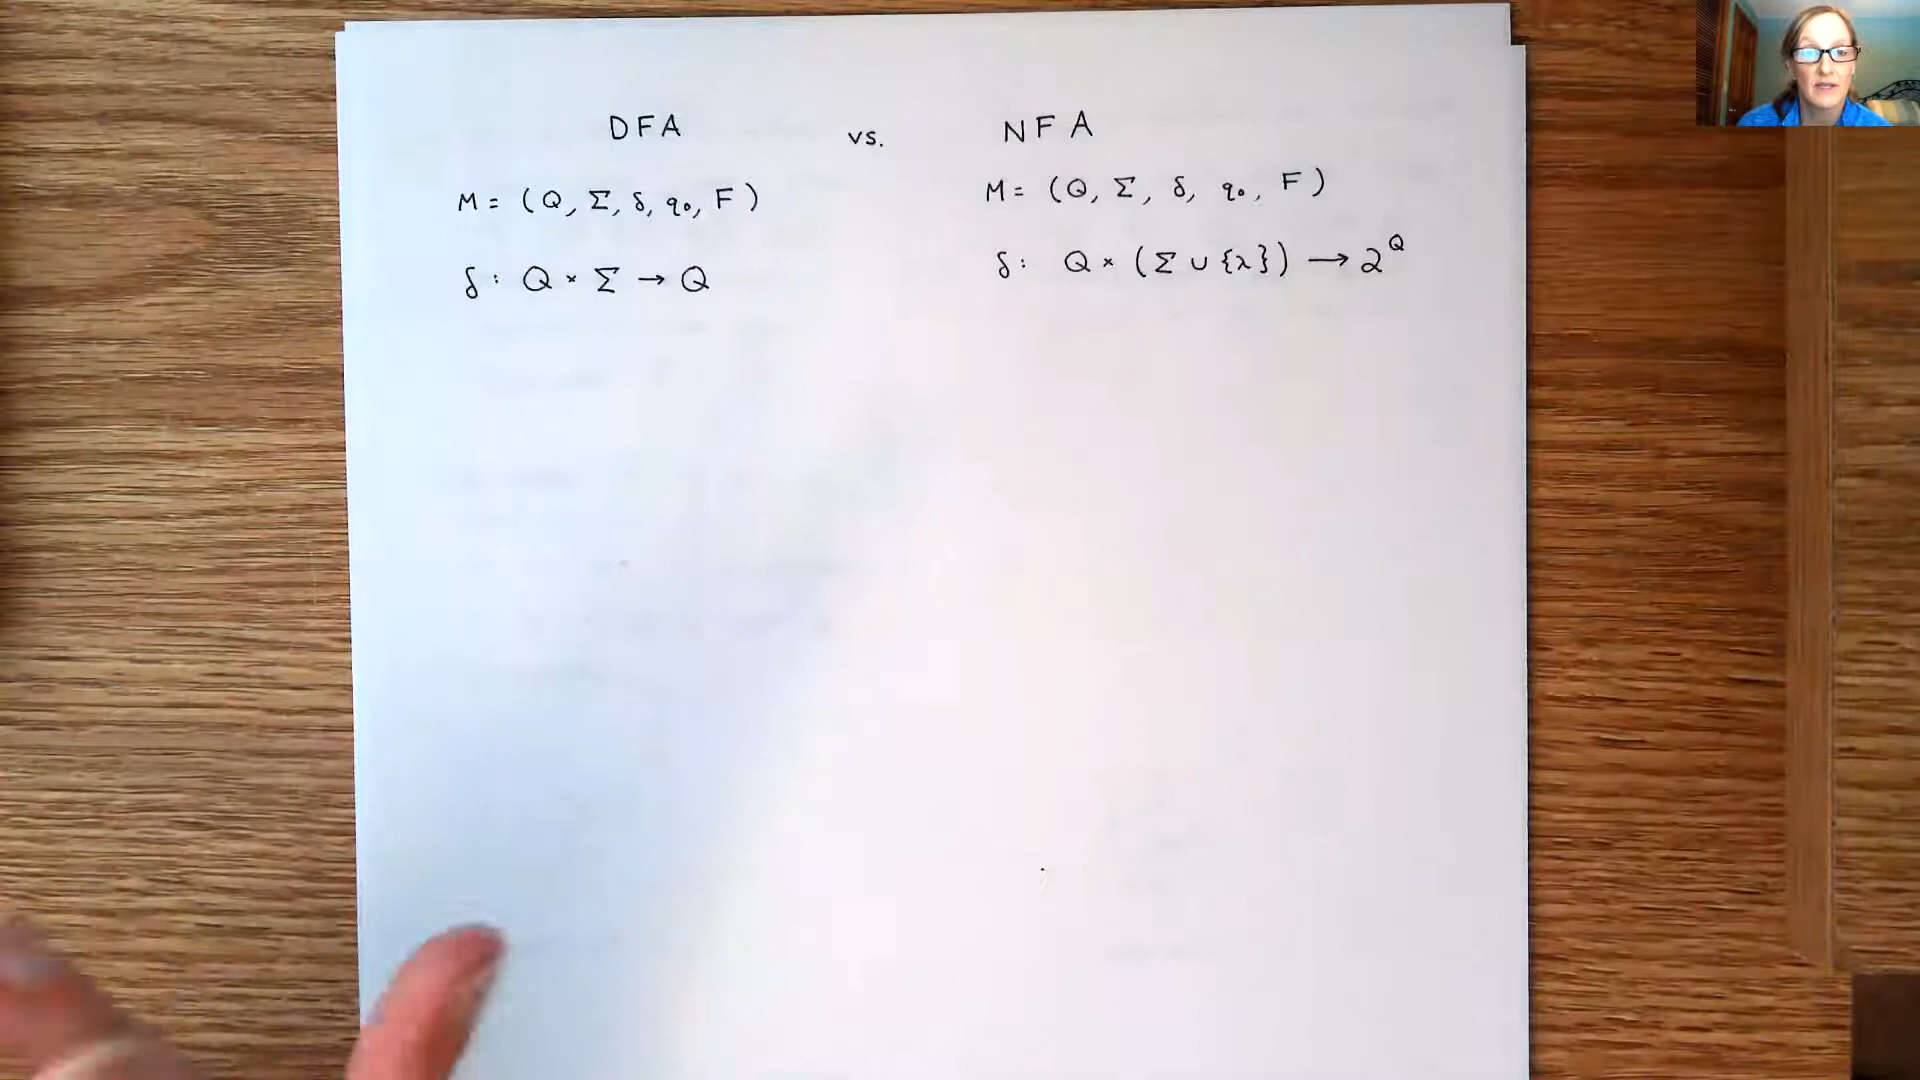 DFA vs. NFA
M = (Q, Σ, δ, q₀, F)
δ: Q × Σ → Q
M = (Q, Σ, δ, q₀, F)
δ: Q × (Σ ∪ {λ}) → 2^Q